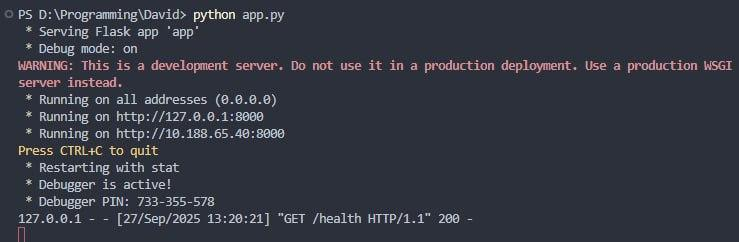 PS D:\Programming\David> python app.py
* Serving Flask app 'app'
* Debug mode: on
WARNING: This is a development server. Do not use it in a production deployment. Use a production WSGI
server instead.
* Running on all addresses (0.0.0.0)
* Running on http://127.0.0.1:8000
* Running on http://10.188.65.40:8000
Press CTRL+C to quit
* Restarting with stat
* Debugger is active!
* Debugger PIN: 733-355-578
127.0.0.1 - - [27/Sep/2025 13:20:21] "GET /health HTTP/1.1" 200 -